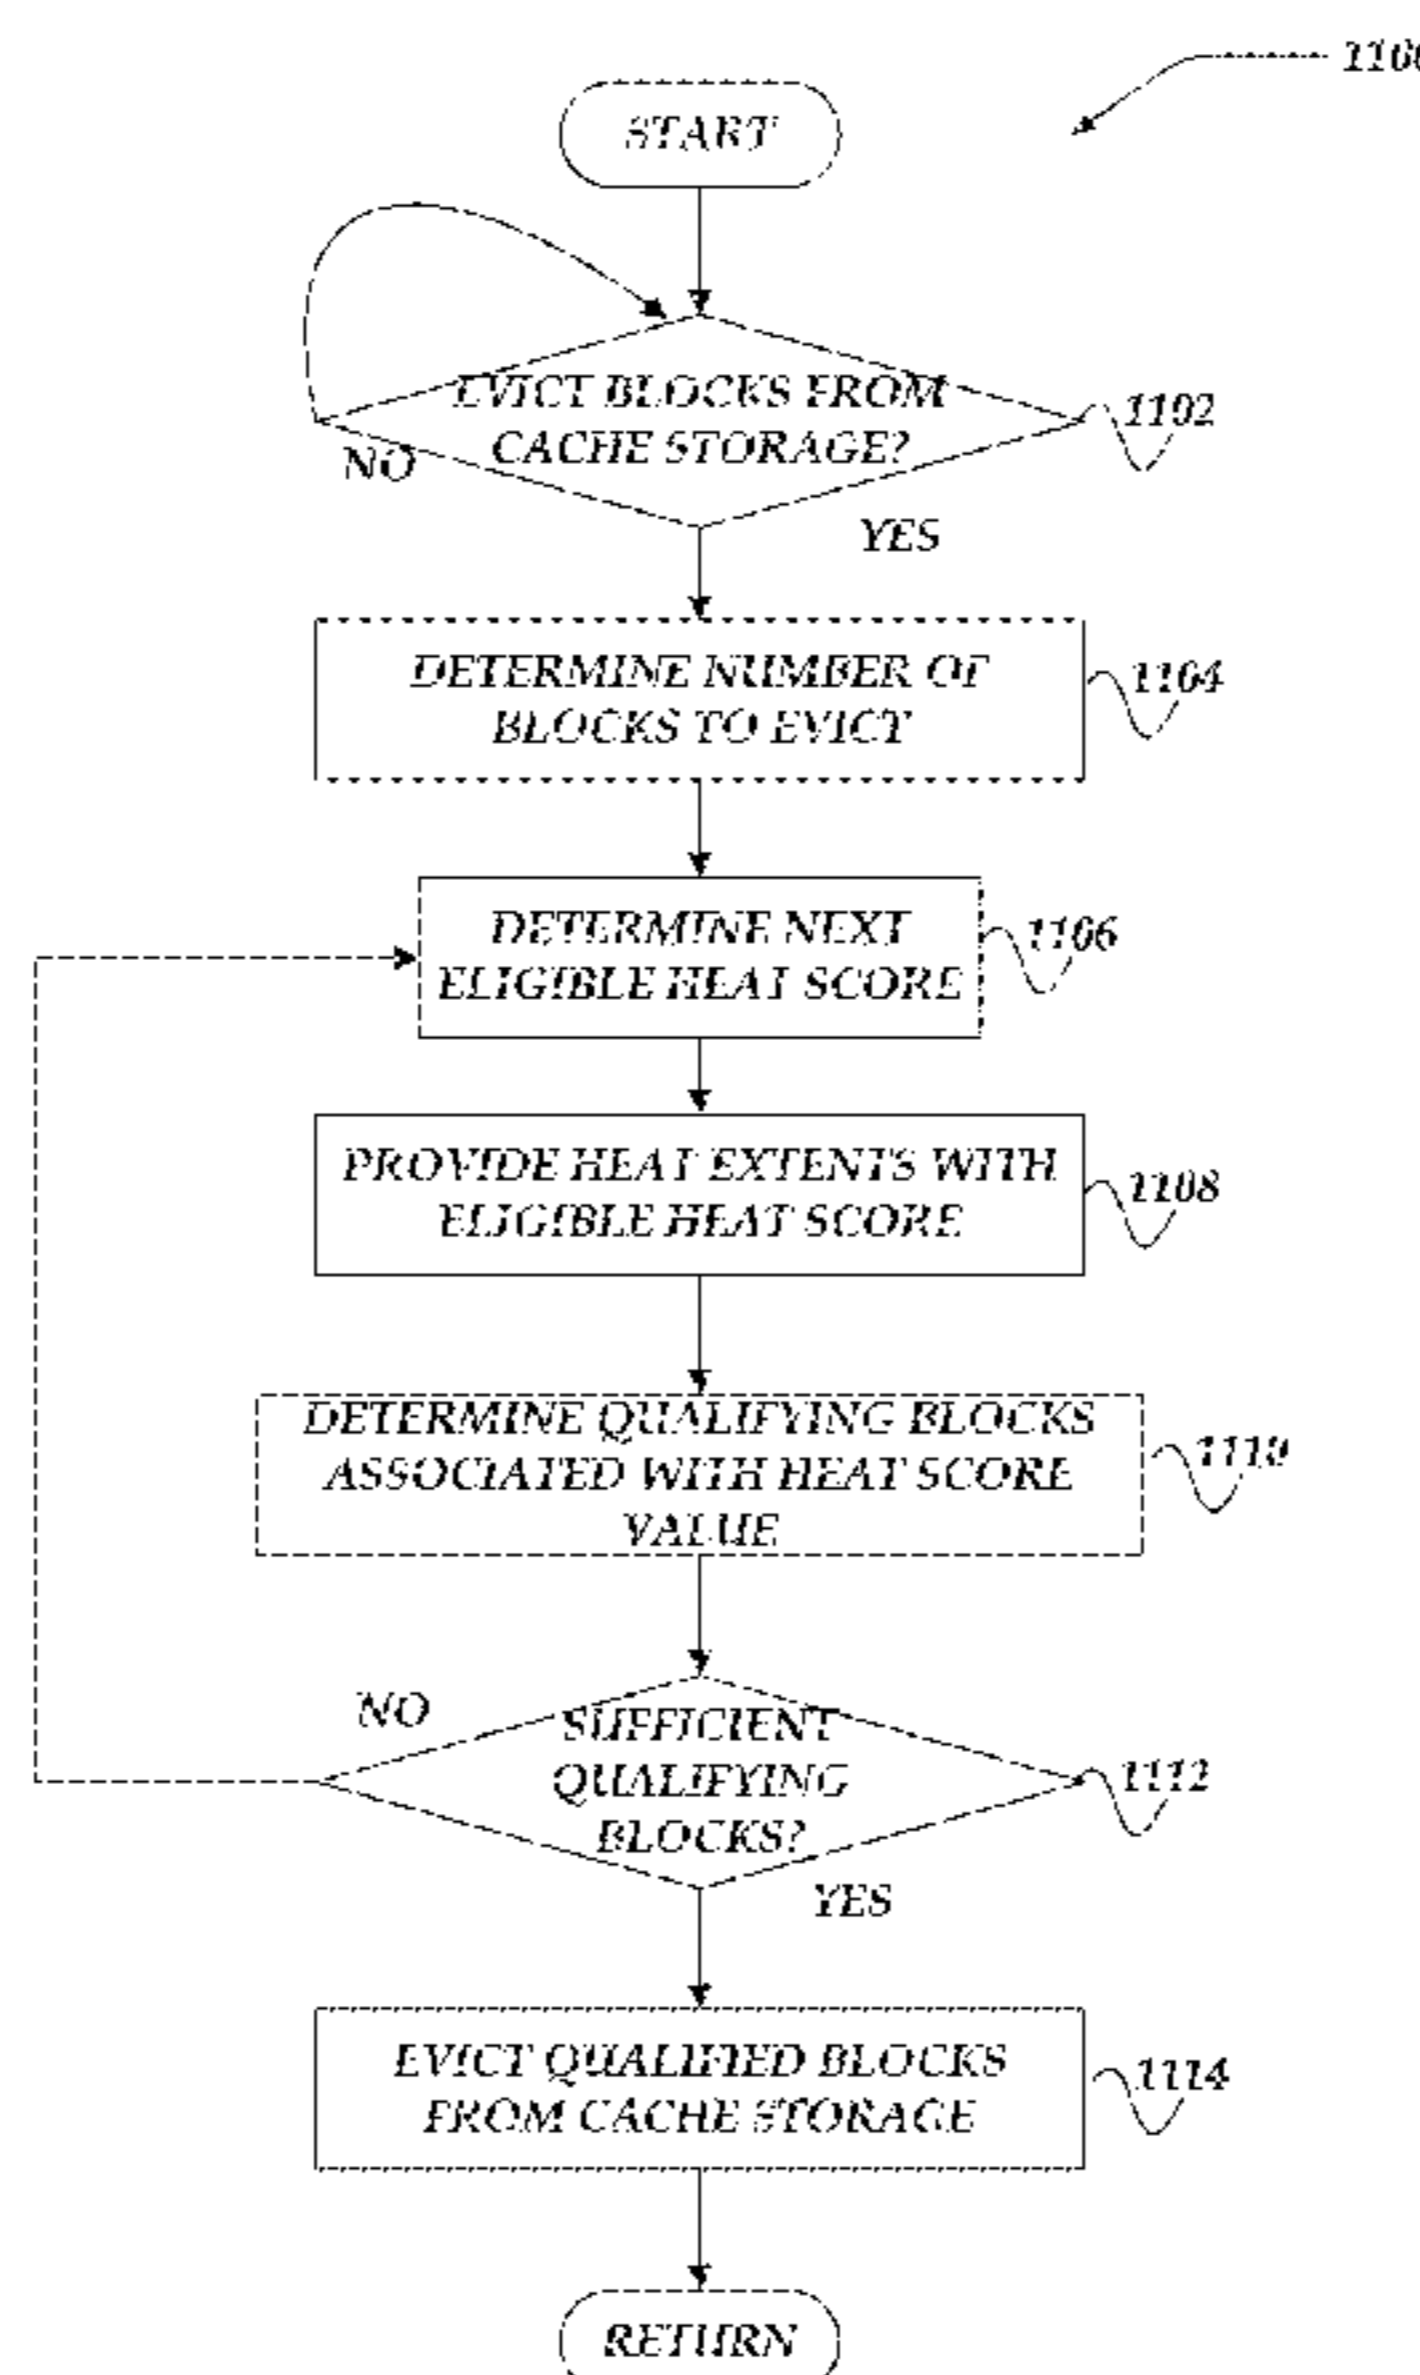 START
EVICT BLOCKS FROM
CACHE STORAGE?
1102
NO
YES
DETERMINE NUMBER OF
BLOCKS TO EVICT
1104
DETERMINE NEXT
ELIGIBLE HEAT SCORE
1106
PROVIDE HEAT EXTENTS WITH
ELIGIBLE HEAT SCORE
1108
DETERMINE QUALIFYING BLOCKS
ASSOCIATED WITH HEAT SCORE
VALUE
1110
NO
SUFFICIENT
QUALIFYING
BLOCKS?
1112
YES
EVICT QUALIFIED BLOCKS
FROM CACHE STORAGE
1114
RETURN